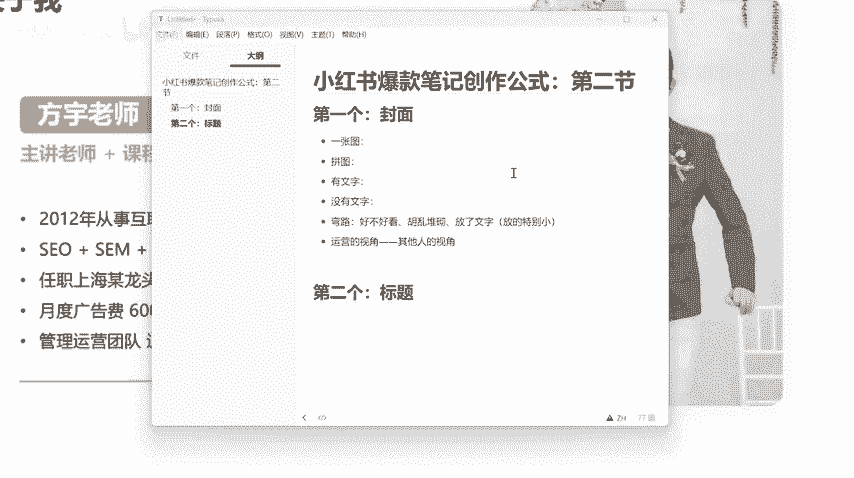 关于我
方宇老师
主讲老师 + 课程
• 2012年从事互联
• SEO + SEM +
• 任职上海某龙头
• 月度广告费 600
• 管理运营团队
Untitled - Typora
文件(F) 编辑(E) 段落(P) 格式(O) 视图(V) 主题(T) 帮助(H)
文件 大纲
小红书爆款笔记创作公式：第二节
第一个：封面
第二个：标题
小红书爆款笔记创作公式：第二节
第一个：封面
• 一张图：
• 拼图：
• 有文字：
• 没有文字：
• 弯路：好不好看、胡乱堆砌、放了文字（放的特别小）
• 运营的视角——其他人的视角
第二个：标题
ZH 77 词